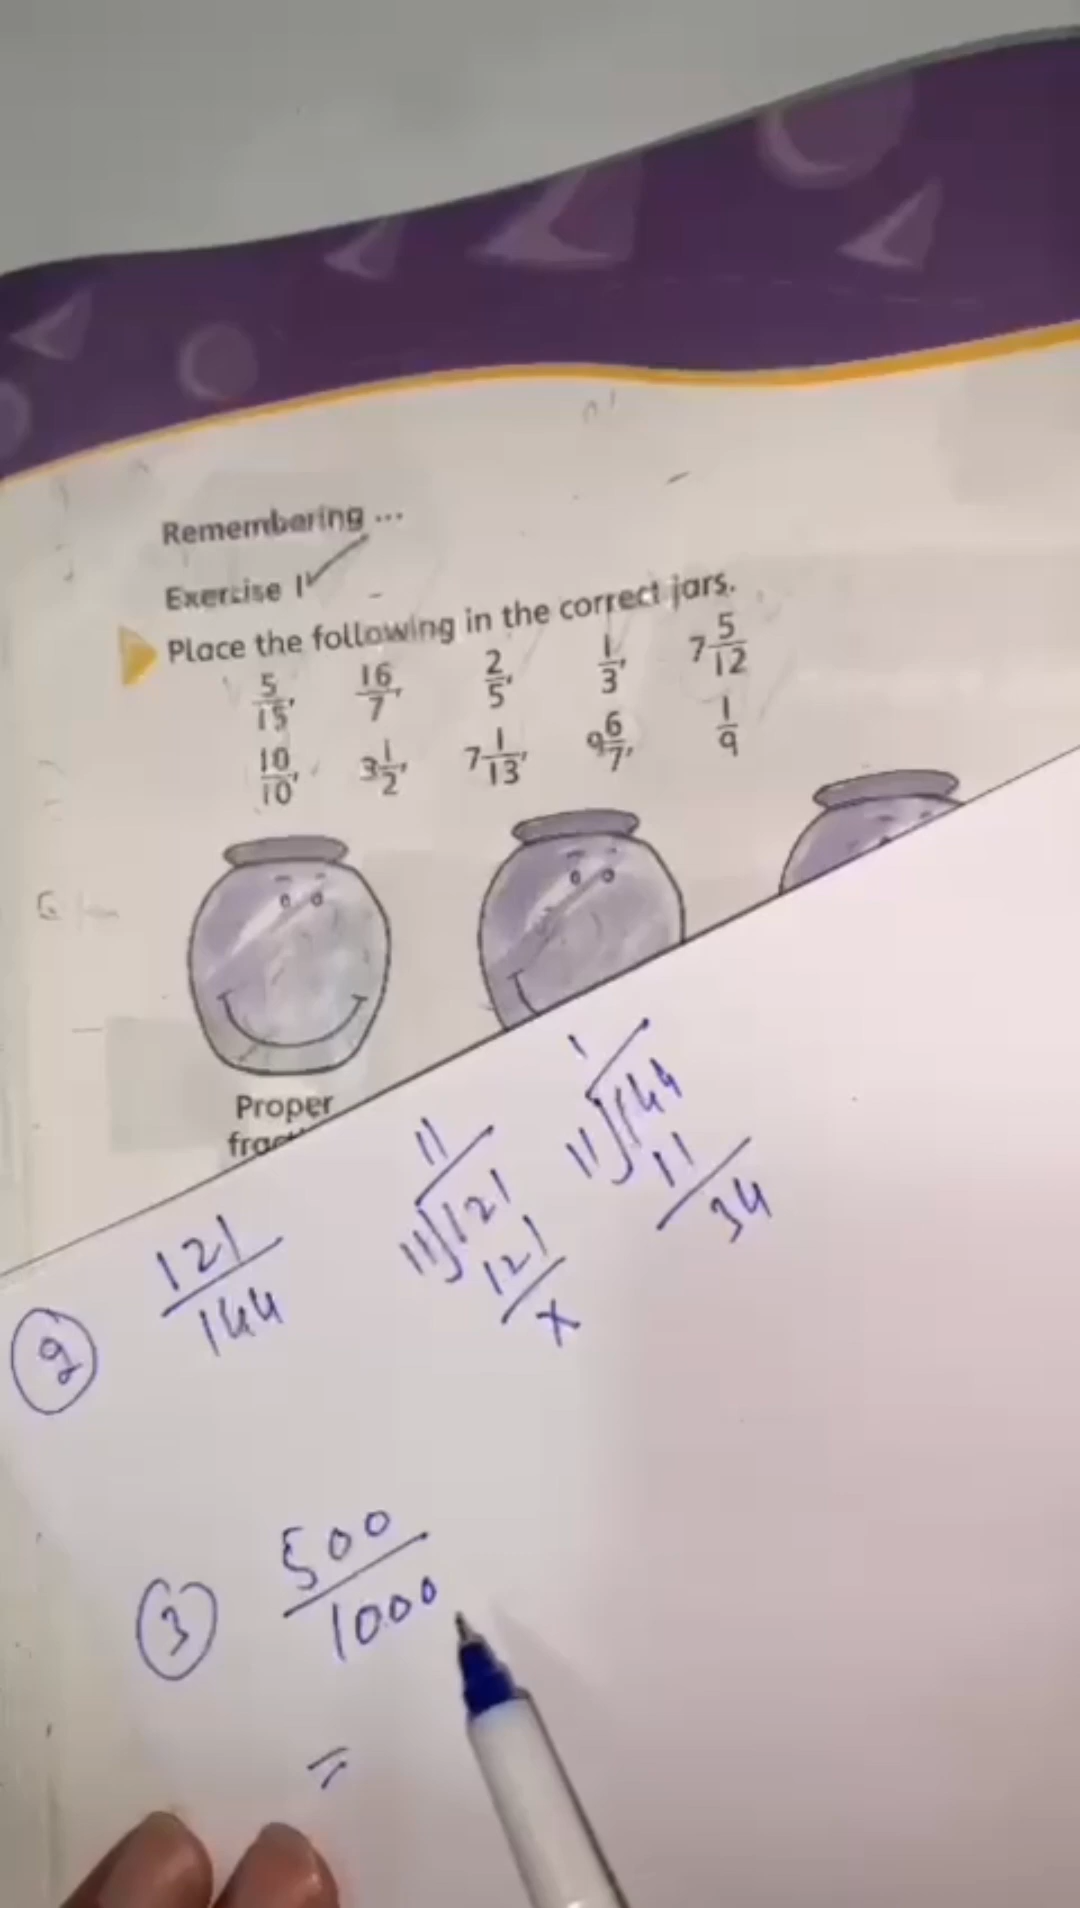 Remembering ...
Exercise 1
Place the following in the correct jars.
5/15, 16/7, 2/5, 1/3, 7 5/12
10/10, 3 1/2, 7 1/13, 9 6/7, 1/9
Proper
2 121/144
11
11)121
121
x
1
11)144
11
34
3 500/1000
=